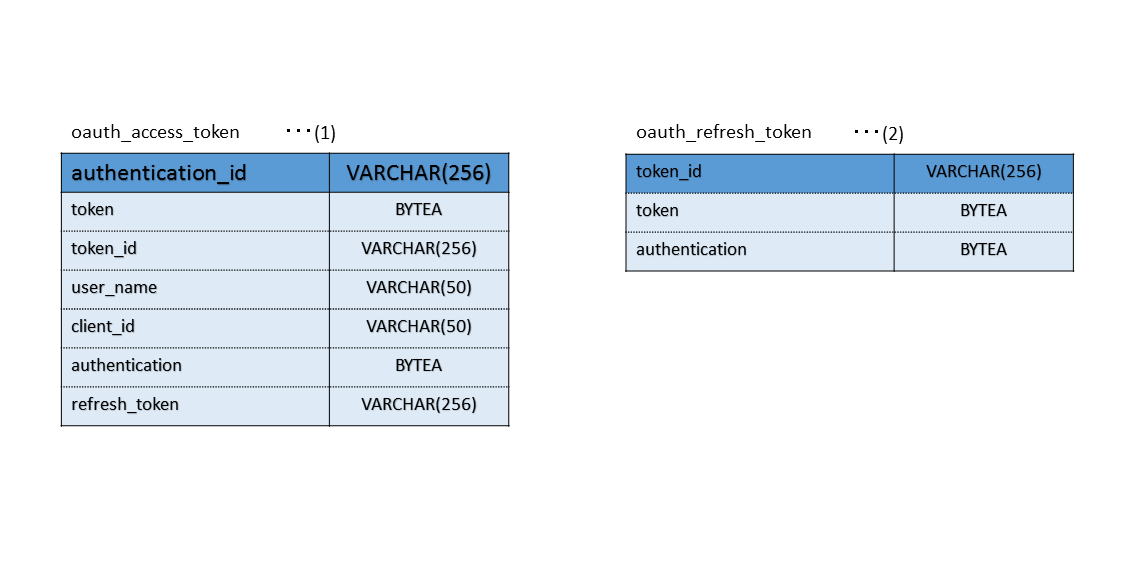 oauth_access_token ・・・(1)
authentication_id VARCHAR(256)
token BYTEA
token_id VARCHAR(256)
user_name VARCHAR(50)
client_id VARCHAR(50)
authentication BYTEA
refresh_token VARCHAR(256)
oauth_refresh_token ・・・(2)
token_id VARCHAR(256)
token BYTEA
authentication BYTEA